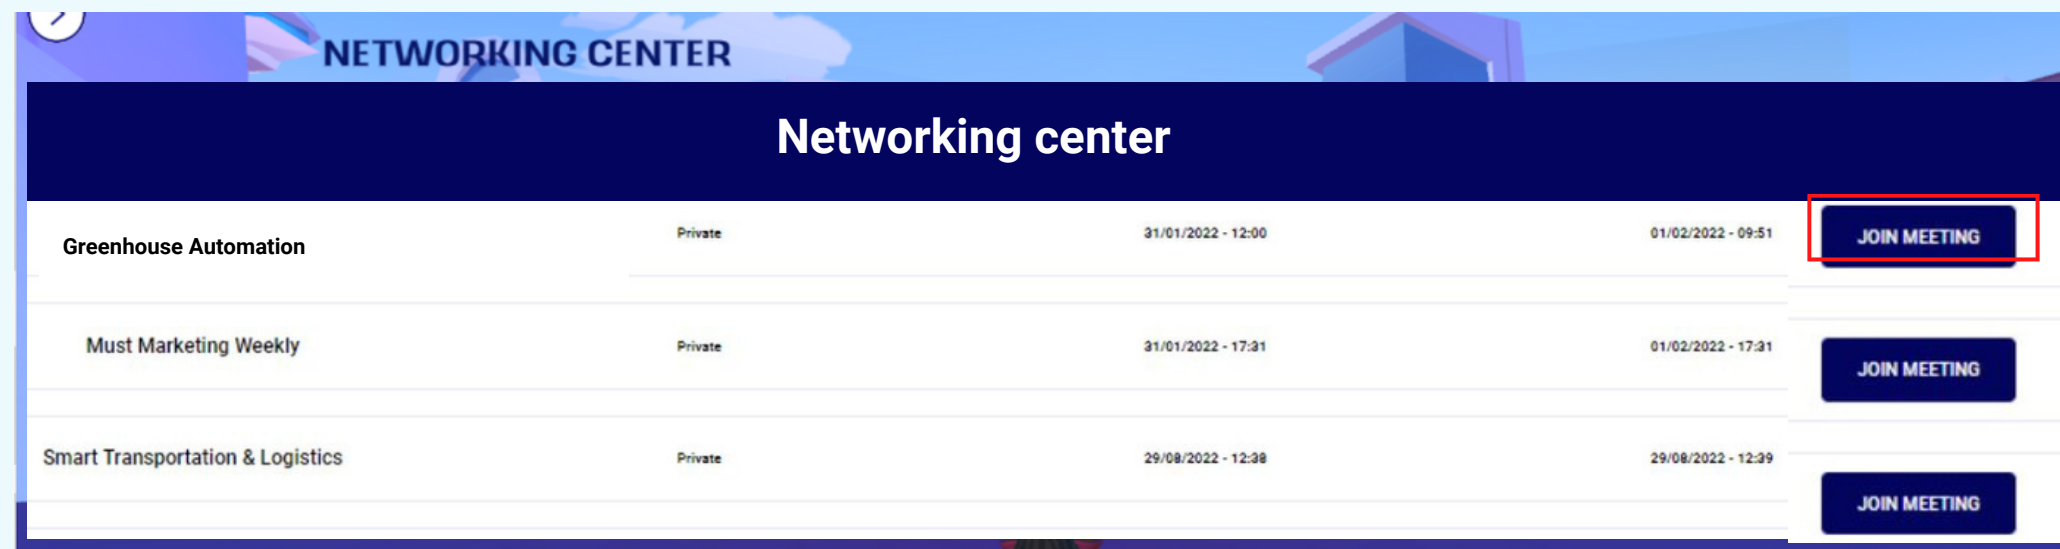 NETWORKING CENTER
Networking center
Greenhouse Automation Private 31/01/2022 - 12:00 01/02/2022 - 09:51 JOIN MEETING
Must Marketing Weekly Private 31/01/2022 - 17:31 01/02/2022 - 17:31 JOIN MEETING
Smart Transportation & Logistics Private 29/08/2022 - 12:38 29/08/2022 - 12:39 JOIN MEETING